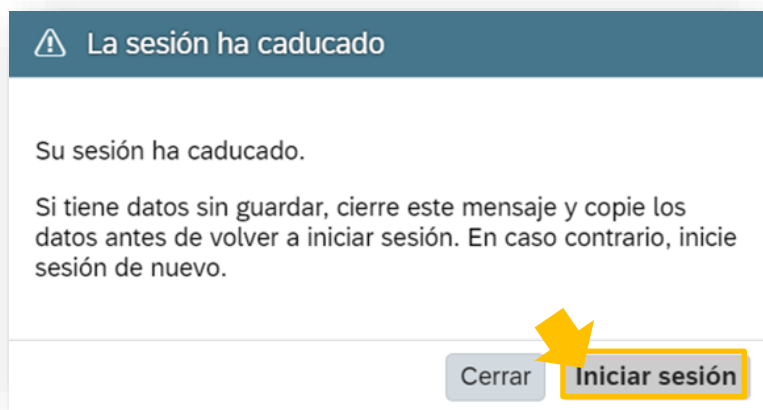 La sesión ha caducado
Su sesión ha caducado.
Si tiene datos sin guardar, cierre este mensaje y copie los
datos antes de volver a iniciar sesión. En caso contrario, inicie
sesión de nuevo.
Cerrar
Iniciar sesión